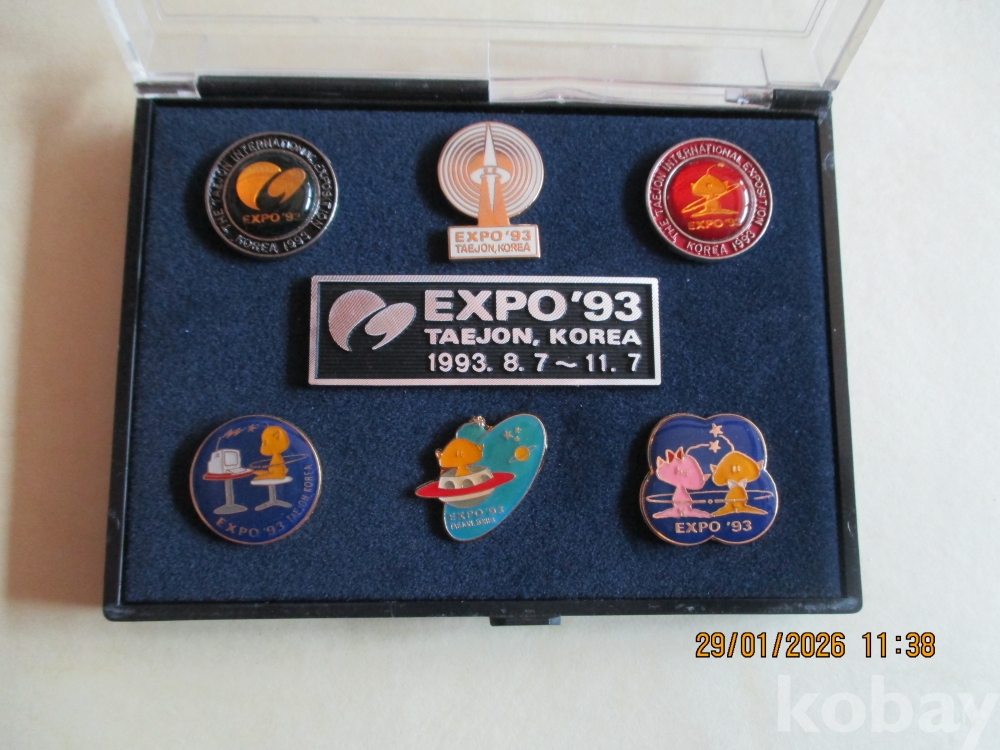 THE TAEJON INTERNATIONAL EXPOSITION
EXPO '93
KOREA 1993
EXPO '93
TAEJON, KOREA
THE TAEJON INTERNATIONAL EXPOSITION
EXPO '93
KOREA 1993
EXPO '93
TAEJON, KOREA
1993. 8. 7 ~ 11. 7
EXPO '93 TAEJON, KOREA
EXPO '93
EXPO '93
29/01/2026 11:38
kobay